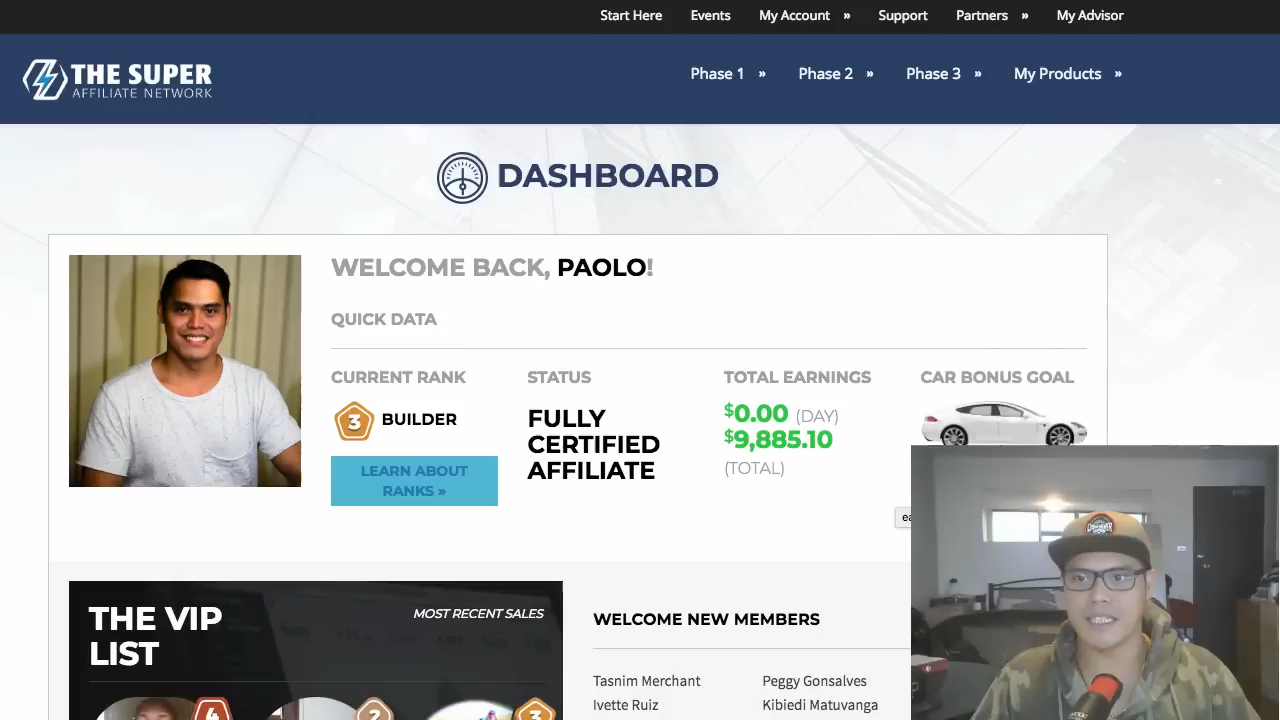 Start Here Events My Account » Support Partners » My Advisor
THE SUPER
AFFILIATE NETWORK
Phase 1 » Phase 2 » Phase 3 » My Products »
DASHBOARD
WELCOME BACK, PAOLO!
QUICK DATA
CURRENT RANK STATUS TOTAL EARNINGS CAR BONUS GOAL
3 BUILDER
LEARN ABOUT
RANKS »
FULLY
CERTIFIED
AFFILIATE
$0.00 (DAY)
$9,885.10
(TOTAL)
THE VIP
LIST
MOST RECENT SALES
4 2 3
WELCOME NEW MEMBERS
Tasnim Merchant Peggy Gonsalves
Ivette Ruiz Kibiedi Matuvanga